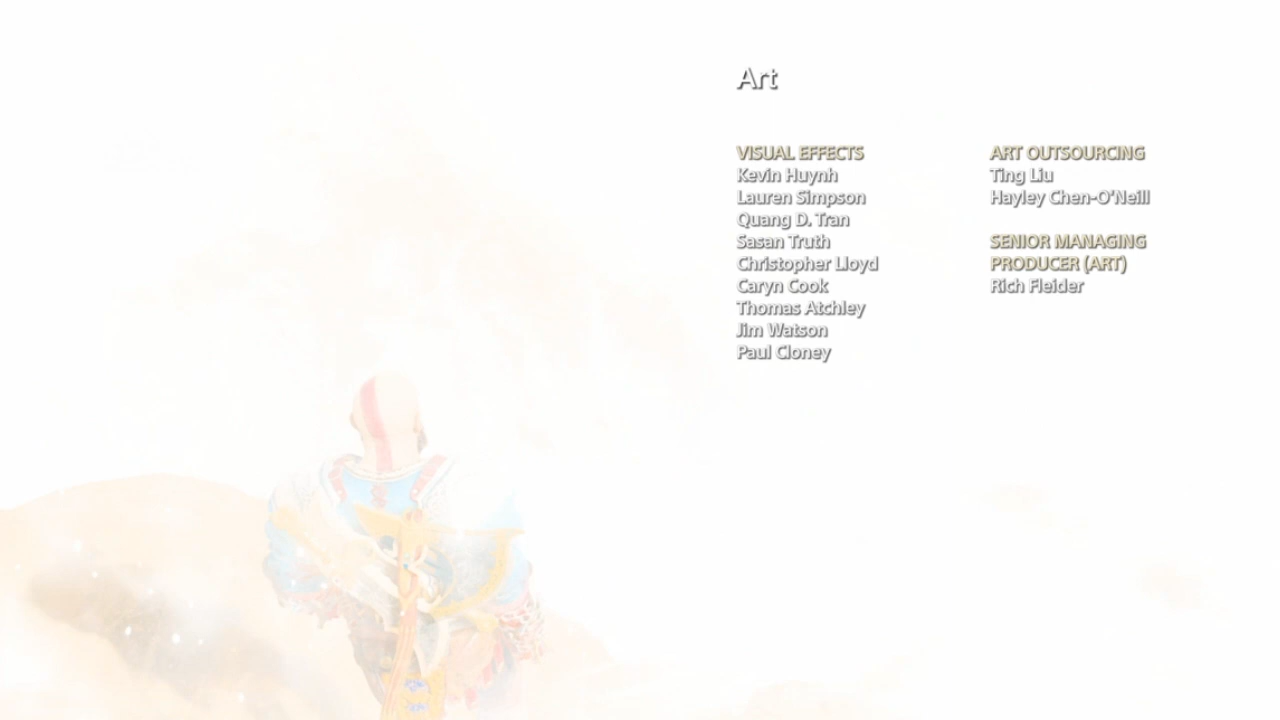 Art
VISUAL EFFECTS
Kevin Huynh
Lauren Simpson
Quang D. Tran
Sasan Truth
Christopher Lloyd
Caryn Cook
Thomas Atchley
Jim Watson
Paul Cloney
ART OUTSOURCING
Ting Liu
Hayley Chen-O'Neill
SENIOR MANAGING
PRODUCER (ART)
Rich Fleider